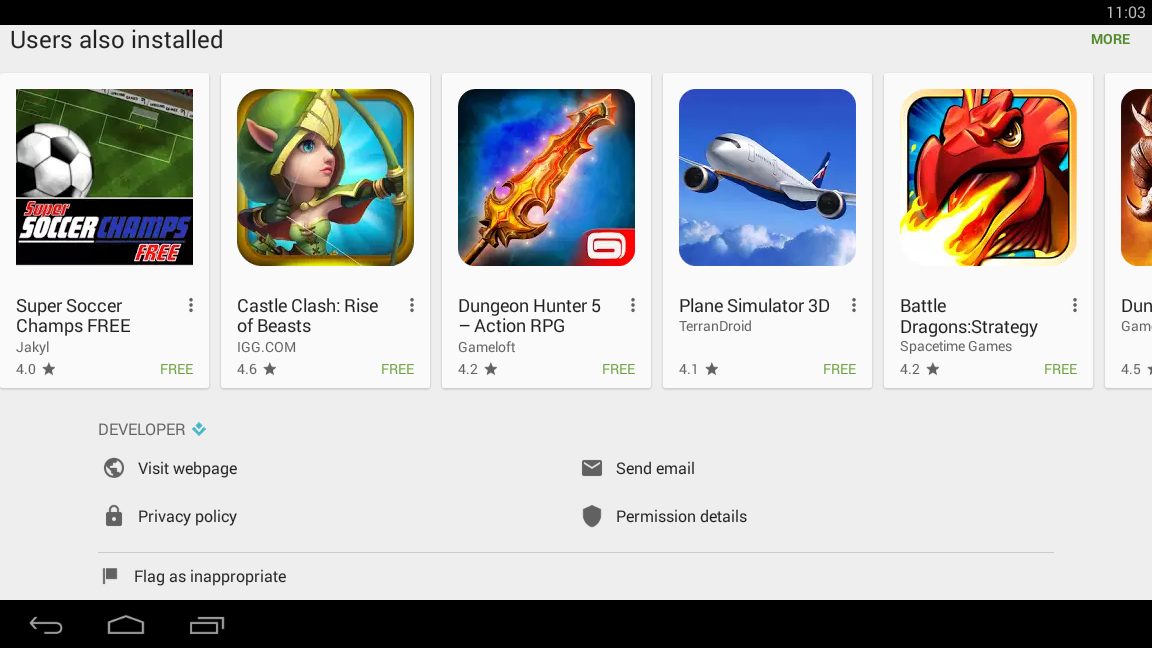 11:03
Users also installed
MORE
Super
SOCCER CHAMPS
FREE
Super Soccer
Champs FREE
Jakyl
4.0
FREE
Castle Clash: Rise
of Beasts
IGG.COM
4.6
FREE
Dungeon Hunter 5
– Action RPG
Gameloft
4.2
FREE
Plane Simulator 3D
TerranDroid
4.1
FREE
Battle
Dragons:Strategy
Spacetime Games
4.2
FREE
Dun
Gam
4.5
DEVELOPER
Visit webpage
Send email
Privacy policy
Permission details
Flag as inappropriate